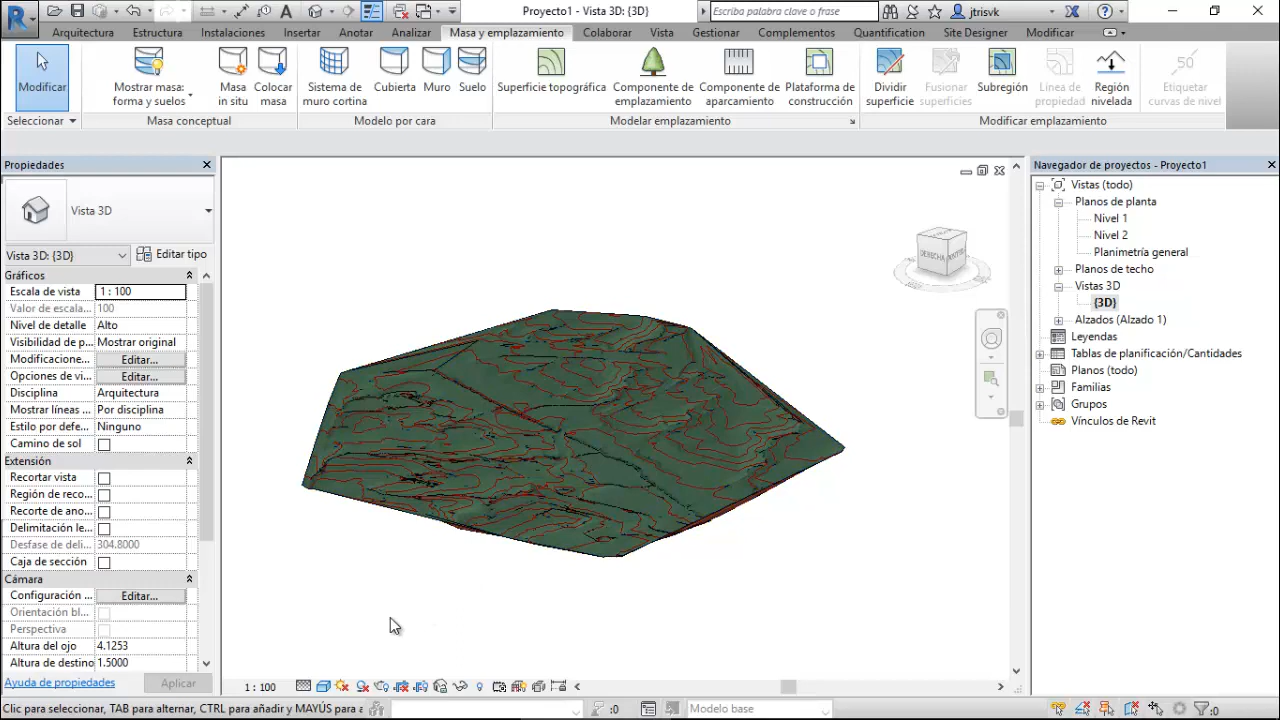 Proyecto1 - Vista 3D: {3D}
Escriba palabra clave o frase
jtrisvk
Arquitectura
Estructura
Instalaciones
Insertar
Anotar
Analizar
Masa y emplazamiento
Colaborar
Vista
Gestionar
Complementos
Quantification
Site Designer
Modificar
Modificar
Mostrar masa:
forma y suelos
Masa
in situ
Colocar
masa
Sistema de
muro cortina
Cubierta
Muro
Suelo
Superficie topográfica
Componente de
emplazamiento
Componente de
aparcamiento
Plataforma de
construcción
Dividir
superficie
Fusionar
superficies
Subregión
Línea de
propiedad
Región
nivelada
50
Etiquetar
curvas de nivel
Seleccionar
Masa conceptual
Modelo por cara
Modelar emplazamiento
Modificar emplazamiento
Propiedades
Vista 3D
Vista 3D: {3D}
Editar tipo
Gráficos
Escala de vista 1 : 100
Valor de escala... 100
Nivel de detalle Alto
Visibilidad de p... Mostrar original
Modificacione... Editar...
Opciones de vi... Editar...
Disciplina Arquitectura
Mostrar líneas ... Por disciplina
Estilo por defe... Ninguno
Camino de sol
Extensión
Recortar vista
Región de reco...
Recorte de ano...
Delimitación le...
Desfase de deli... 304.8000
Caja de sección
Cámara
Configuración ... Editar...
Orientación bl...
Perspectiva
Altura del ojo 4.1253
Altura de destino 1.5000
Ayuda de propiedades
Aplicar
DERECHA
Navegador de proyectos - Proyecto1
Vistas (todo)
Planos de planta
Nivel 1
Nivel 2
Planimetría general
Planos de techo
Vistas 3D
{3D}
Alzados (Alzado 1)
Leyendas
Tablas de planificación/Cantidades
Planos (todo)
Familias
Grupos
Vínculos de Revit
1 : 100
Clic para seleccionar, TAB para alternar, CTRL para añadir y MAYÚS para a
:0
Modelo base
:0